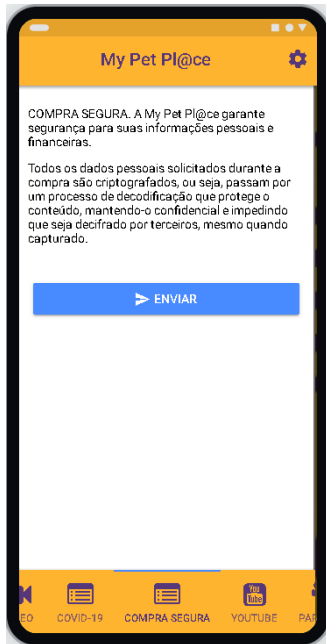 My Pet Pl@ce
COMPRA SEGURA. A My Pet Pl@ce garante
segurança para suas informações pessoais e
financeiras.
Todos os dados pessoais solicitados durante a
compra são criptografados, ou seja, passam por
um processo de decodificação que protege o
conteúdo, mantendo-o confidencial e impedindo
que seja decifrado por terceiros, mesmo quando
capturado.
ENVIAR
You
Tube
EO COVID-19 COMPRA SEGURA YOUTUBE PAR